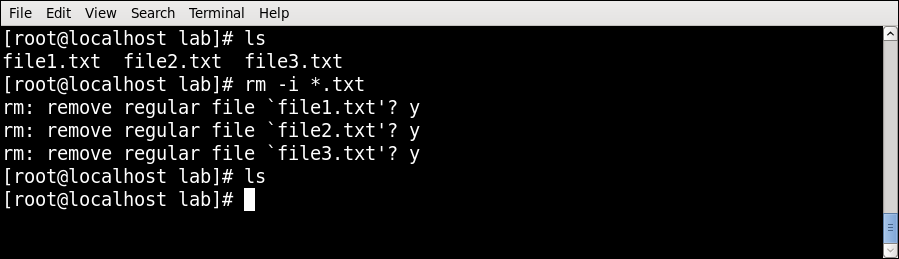 File Edit View Search Terminal Help
[root@localhost lab]# ls
file1.txt  file2.txt  file3.txt
[root@localhost lab]# rm -i *.txt
rm: remove regular file `file1.txt'? y
rm: remove regular file `file2.txt'? y
rm: remove regular file `file3.txt'? y
[root@localhost lab]# ls
[root@localhost lab]#